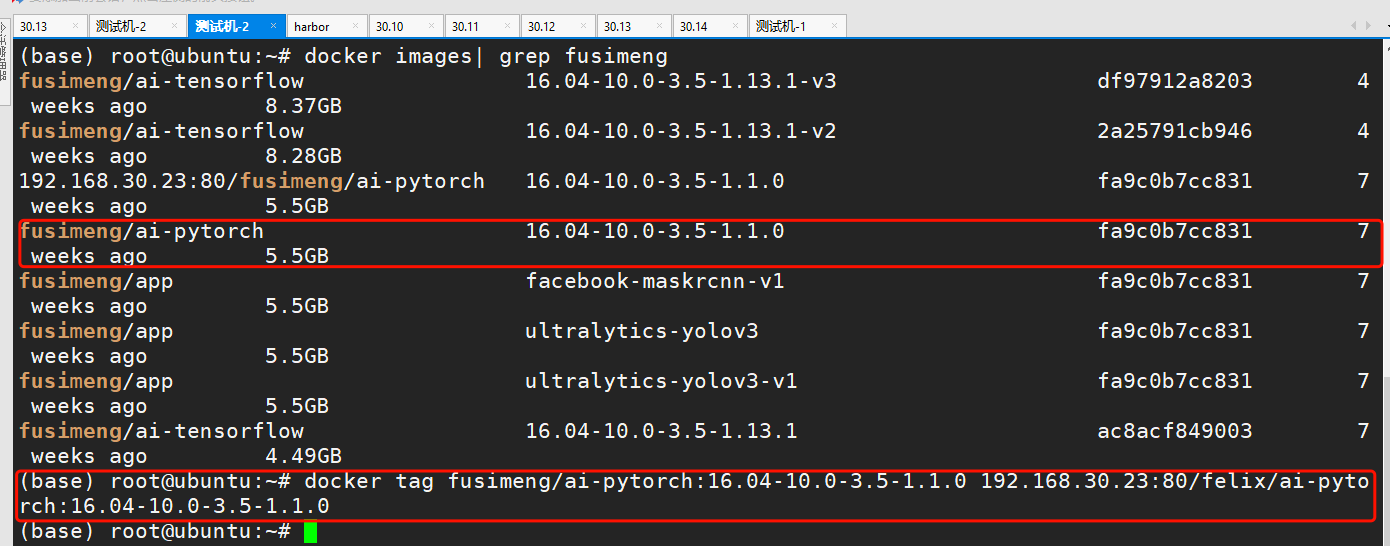 30.13 测试机-2 测试机-2 harbor 30.10 30.11 30.12 30.13 30.14 测试机-1
(base) root@ubuntu:~# docker images| grep fusimeng
fusimeng/ai-tensorflow 16.04-10.0-3.5-1.13.1-v3 df97912a8203 4
weeks ago 8.37GB
fusimeng/ai-tensorflow 16.04-10.0-3.5-1.13.1-v2 2a25791cb946 4
weeks ago 8.28GB
192.168.30.23:80/fusimeng/ai-pytorch 16.04-10.0-3.5-1.1.0 fa9c0b7cc831 7
weeks ago 5.5GB
fusimeng/ai-pytorch 16.04-10.0-3.5-1.1.0 fa9c0b7cc831 7
weeks ago 5.5GB
fusimeng/app facebook-maskrcnn-v1 fa9c0b7cc831 7
weeks ago 5.5GB
fusimeng/app ultralytics-yolov3 fa9c0b7cc831 7
weeks ago 5.5GB
fusimeng/app ultralytics-yolov3-v1 fa9c0b7cc831 7
weeks ago 5.5GB
fusimeng/ai-tensorflow 16.04-10.0-3.5-1.13.1 ac8acf849003 7
weeks ago 4.49GB
(base) root@ubuntu:~# docker tag fusimeng/ai-pytorch:16.04-10.0-3.5-1.1.0 192.168.30.23:80/felix/ai-pyto
rch:16.04-10.0-3.5-1.1.0
(base) root@ubuntu:~#